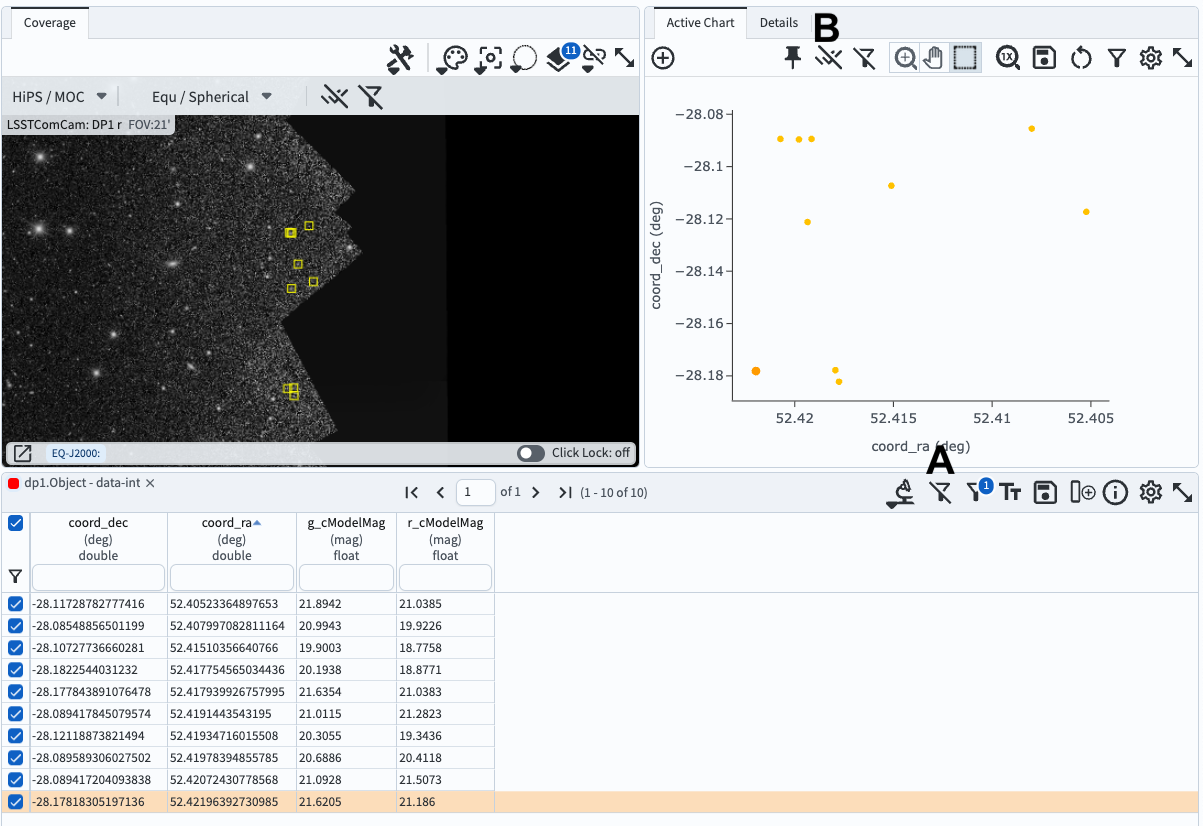 Coverage
11
HiPS / MOC
Equ / Spherical
LSSTComCam: DP1 r FOV:21'
EQ-J2000:
Click Lock: off
Active Chart
Details
B
1X
−28.08
−28.1
−28.12
−28.14
−28.16
−28.18
coord_dec (deg)
52.42
52.415
52.41
52.405
coord_ra (deg)
A
dp1.Object - data-int
1
of 1
(1 - 10 of 10)
1
coord_dec coord_ra g_cModelMag r_cModelMag
(deg) (deg) (mag) (mag)
double double float float
-28.11728782777416 52.40523364897653 21.8942 21.0385
-28.08548856501199 52.407997082811164 20.9943 19.9226
-28.10727736660281 52.41510356640766 19.9003 18.7758
-28.1822544031232 52.417754565034436 20.1938 18.8771
-28.177843891076478 52.417939926757995 21.6354 21.0383
-28.089417845079574 52.4191443543195 21.0115 21.2823
-28.12118873821494 52.41934716015508 20.3055 19.3436
-28.089589306027502 52.41978394855785 20.6886 20.4118
-28.089417204093838 52.42072430778568 21.0928 21.5073
-28.17818305197136 52.42196392730985 21.6205 21.186